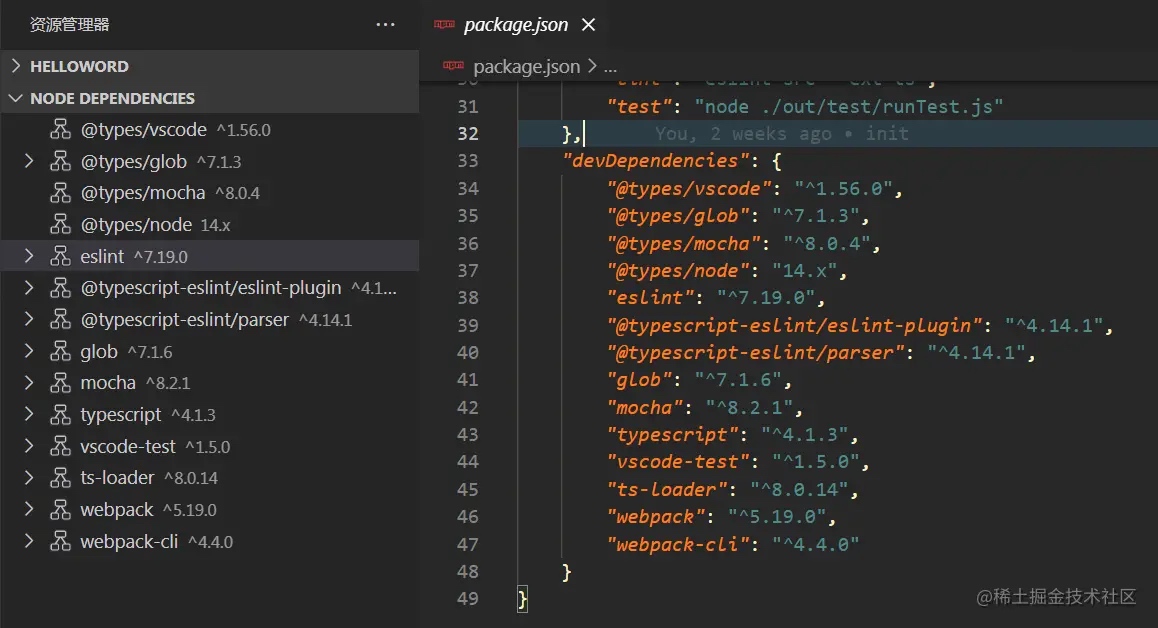 资源管理器 ...
HELLOWORD
NODE DEPENDENCIES
@types/vscode ^1.56.0
@types/glob ^7.1.3
@types/mocha ^8.0.4
@types/node 14.x
eslint ^7.19.0
@typescript-eslint/eslint-plugin ^4.1...
@typescript-eslint/parser ^4.14.1
glob ^7.1.6
mocha ^8.2.1
typescript ^4.1.3
vscode-test ^1.5.0
ts-loader ^8.0.14
webpack ^5.19.0
webpack-cli ^4.4.0
npm package.json
npm package.json > ...
31 "test": "node ./out/test/runTest.js"
32 }, You, 2 weeks ago • init
33 "devDependencies": {
34 "@types/vscode": "^1.56.0",
35 "@types/glob": "^7.1.3",
36 "@types/mocha": "^8.0.4",
37 "@types/node": "14.x",
38 "eslint": "^7.19.0",
39 "@typescript-eslint/eslint-plugin": "^4.14.1",
40 "@typescript-eslint/parser": "^4.14.1",
41 "glob": "^7.1.6",
42 "mocha": "^8.2.1",
43 "typescript": "^4.1.3",
44 "vscode-test": "^1.5.0",
45 "ts-loader": "^8.0.14",
46 "webpack": "^5.19.0",
47 "webpack-cli": "^4.4.0"
48 }
49 }
@稀土掘金技术社区